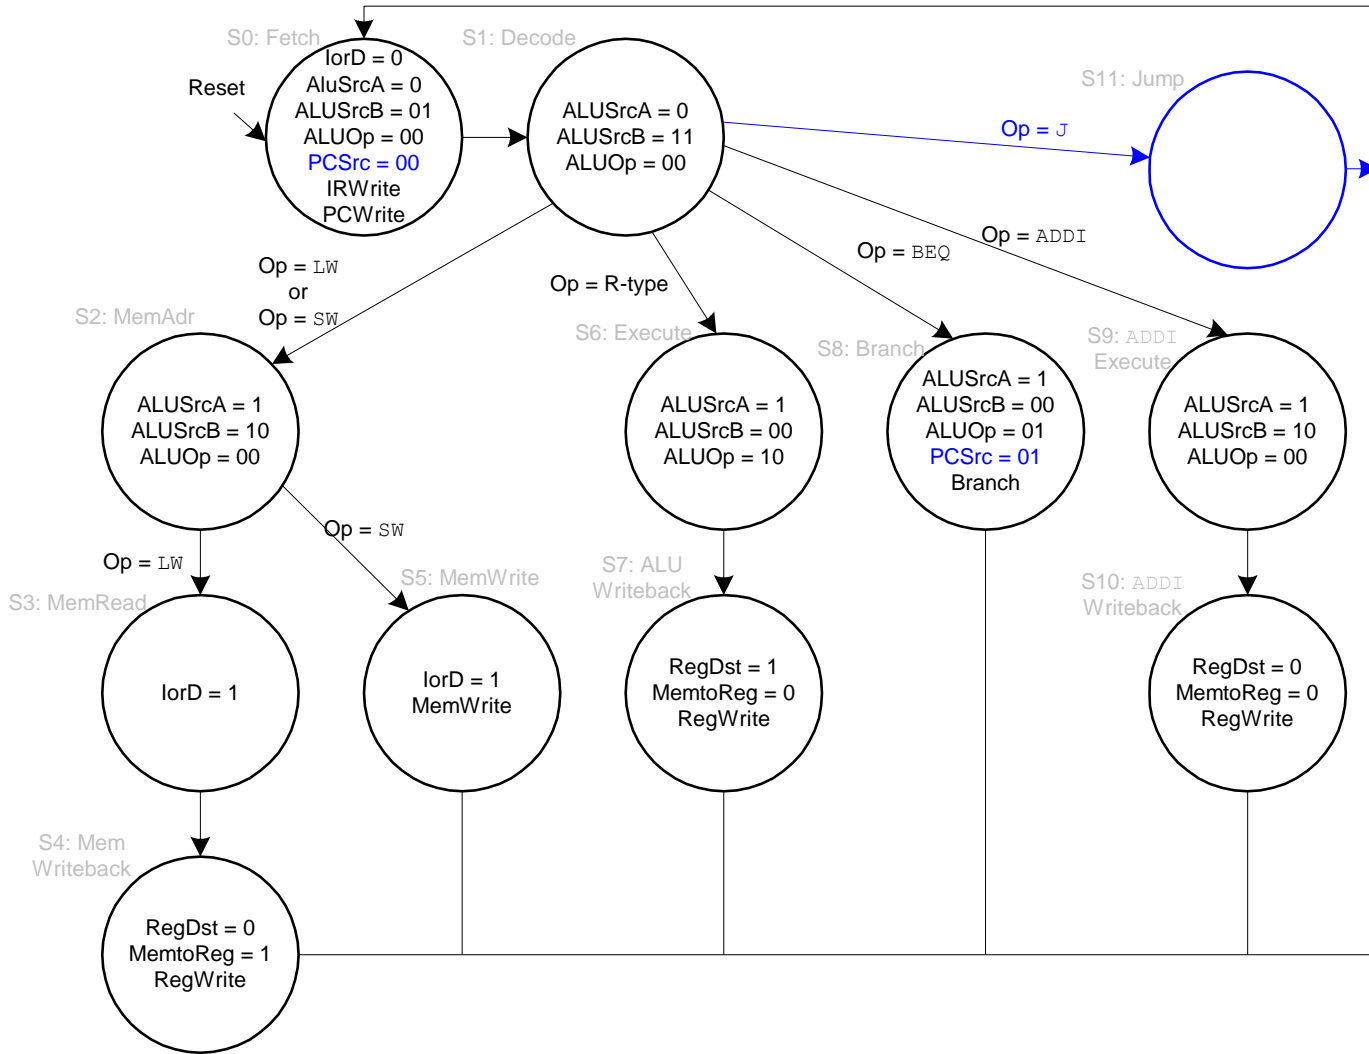 S0: Fetch
Reset
IorD = 0
AluSrcA = 0
ALUSrcB = 01
ALUOp = 00
PCSrc = 00
IRWrite
PCWrite
S1: Decode
ALUSrcA = 0
ALUSrcB = 11
ALUOp = 00
S11: Jump
Op = J
Op = LW
or
Op = SW
Op = R-type
Op = BEQ
Op = ADDI
S2: MemAdr
ALUSrcA = 1
ALUSrcB = 10
ALUOp = 00
S6: Execute
ALUSrcA = 1
ALUSrcB = 00
ALUOp = 10
S8: Branch
ALUSrcA = 1
ALUSrcB = 00
ALUOp = 01
PCSrc = 01
Branch
S9: ADDI
Execute
ALUSrcA = 1
ALUSrcB = 10
ALUOp = 00
Op = LW
Op = SW
S3: MemRead
IorD = 1
S5: MemWrite
IorD = 1
MemWrite
S7: ALU
Writeback
RegDst = 1
MemtoReg = 0
RegWrite
S10: ADDI
Writeback
RegDst = 0
MemtoReg = 0
RegWrite
S4: Mem
Writeback
RegDst = 0
MemtoReg = 1
RegWrite